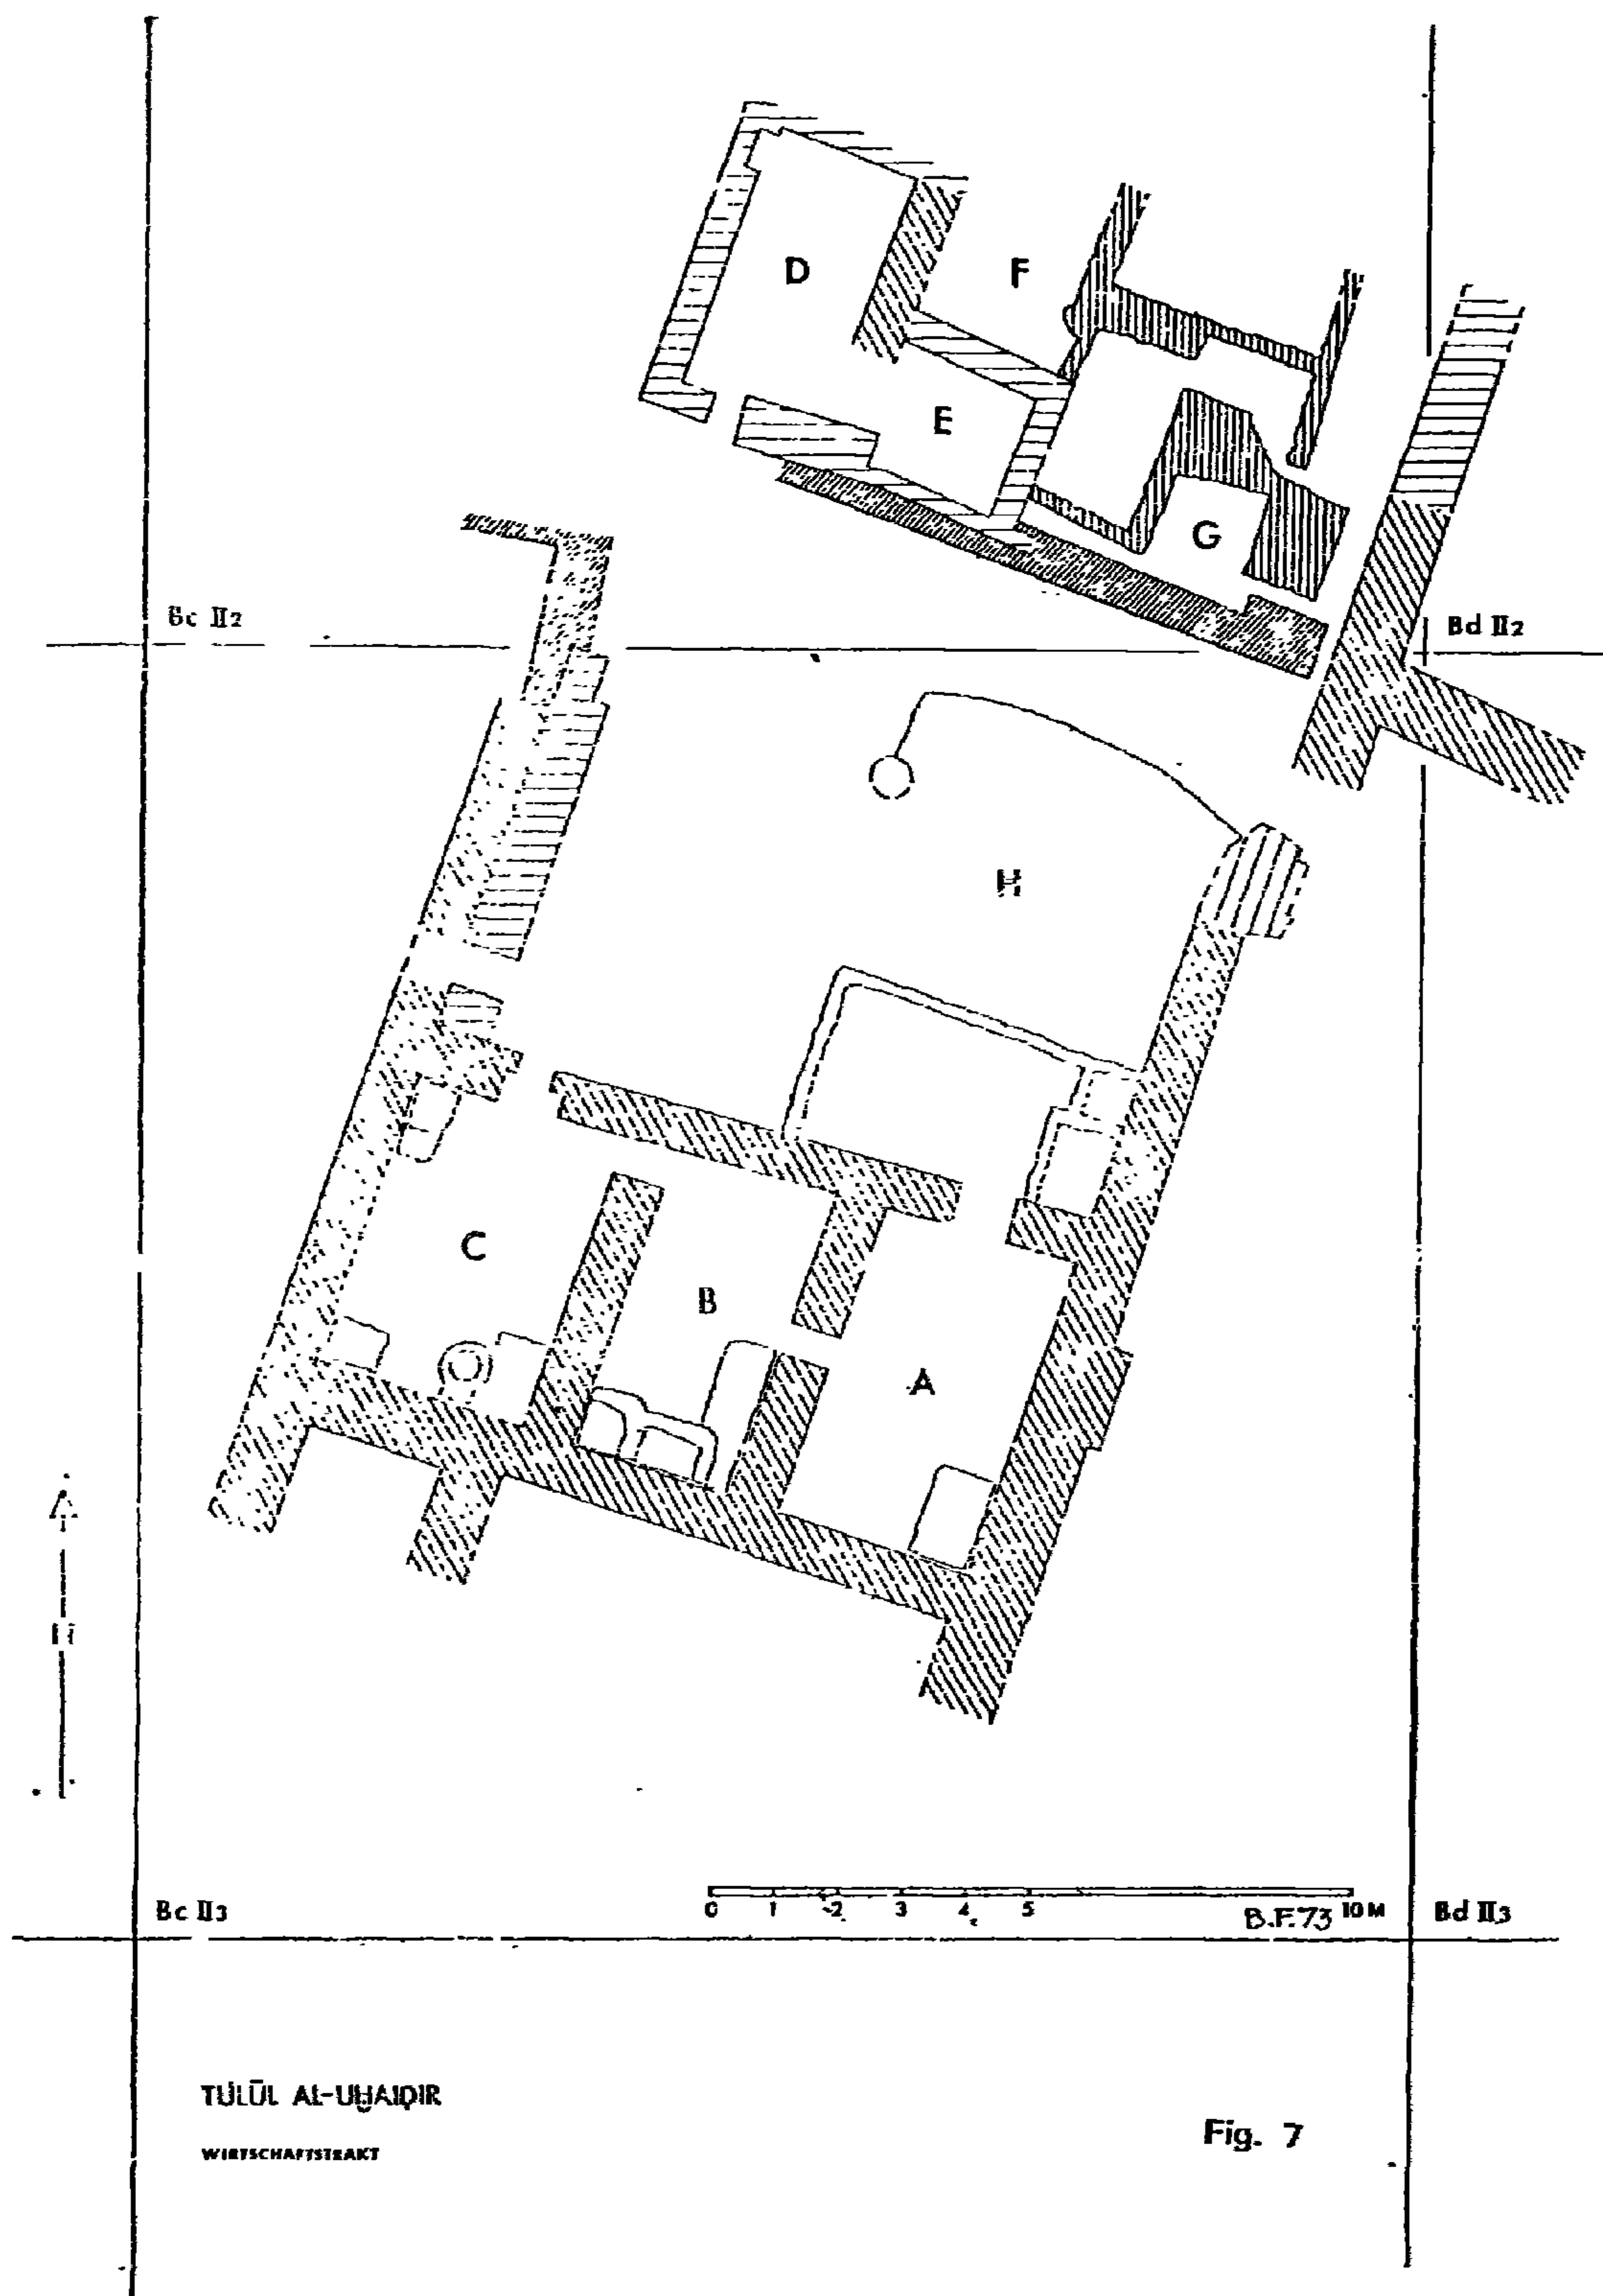 D
F
E
G
Bc II2
Bd II2
H
C
B
A
N
Bc II3
0 1 2 3 4 5 10 M
B.F.73
Bd II3
TULŪL AL-UḪAIḌIR
WIRTSCHAFTSTRAKT
Fig. 7